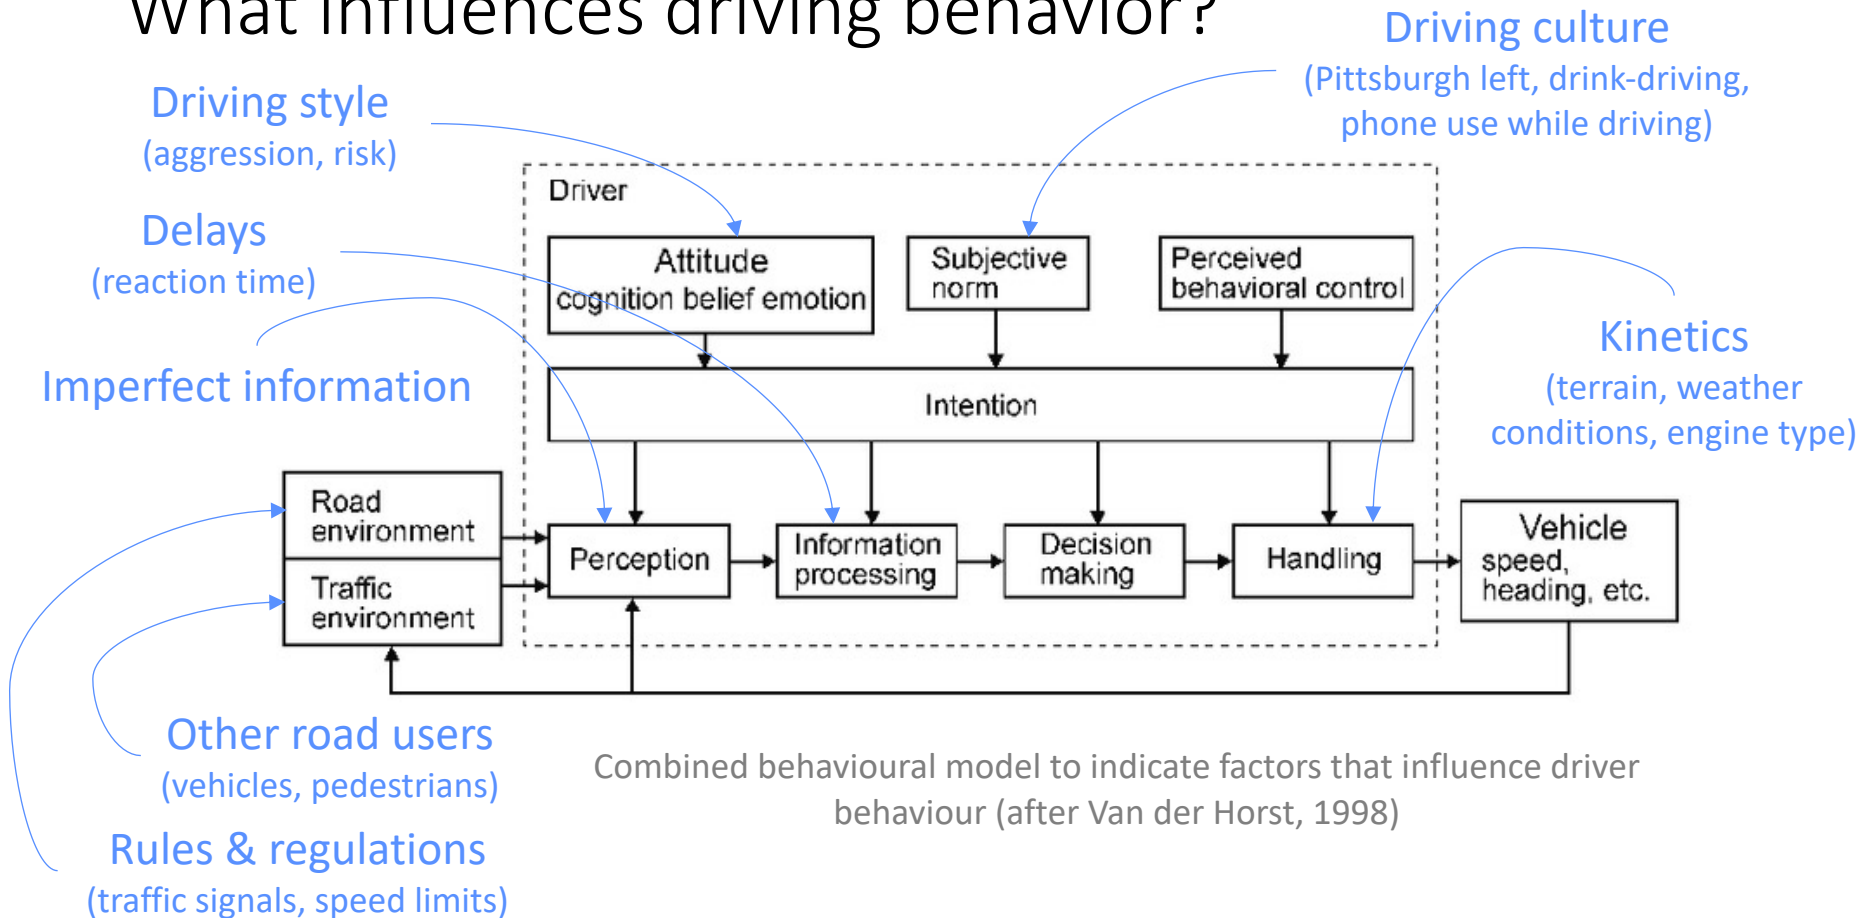 What influences driving behavior?
Driving culture
(Pittsburgh left, drink-driving,
phone use while driving)
Driving style
(aggression, risk)
Delays
(reaction time)
Imperfect information
Driver
Attitude
cognition belief emotion
Subjective
norm
Perceived
behavioral control
Kinetics
(terrain, weather
conditions, engine type)
Intention
Road
environment
Traffic
environment
Perception
Information
processing
Decision
making
Handling
Vehicle
speed,
heading, etc.
Other road users
(vehicles, pedestrians)
Rules & regulations
(traffic signals, speed limits)
Combined behavioural model to indicate factors that influence driver
behaviour (after Van der Horst, 1998)